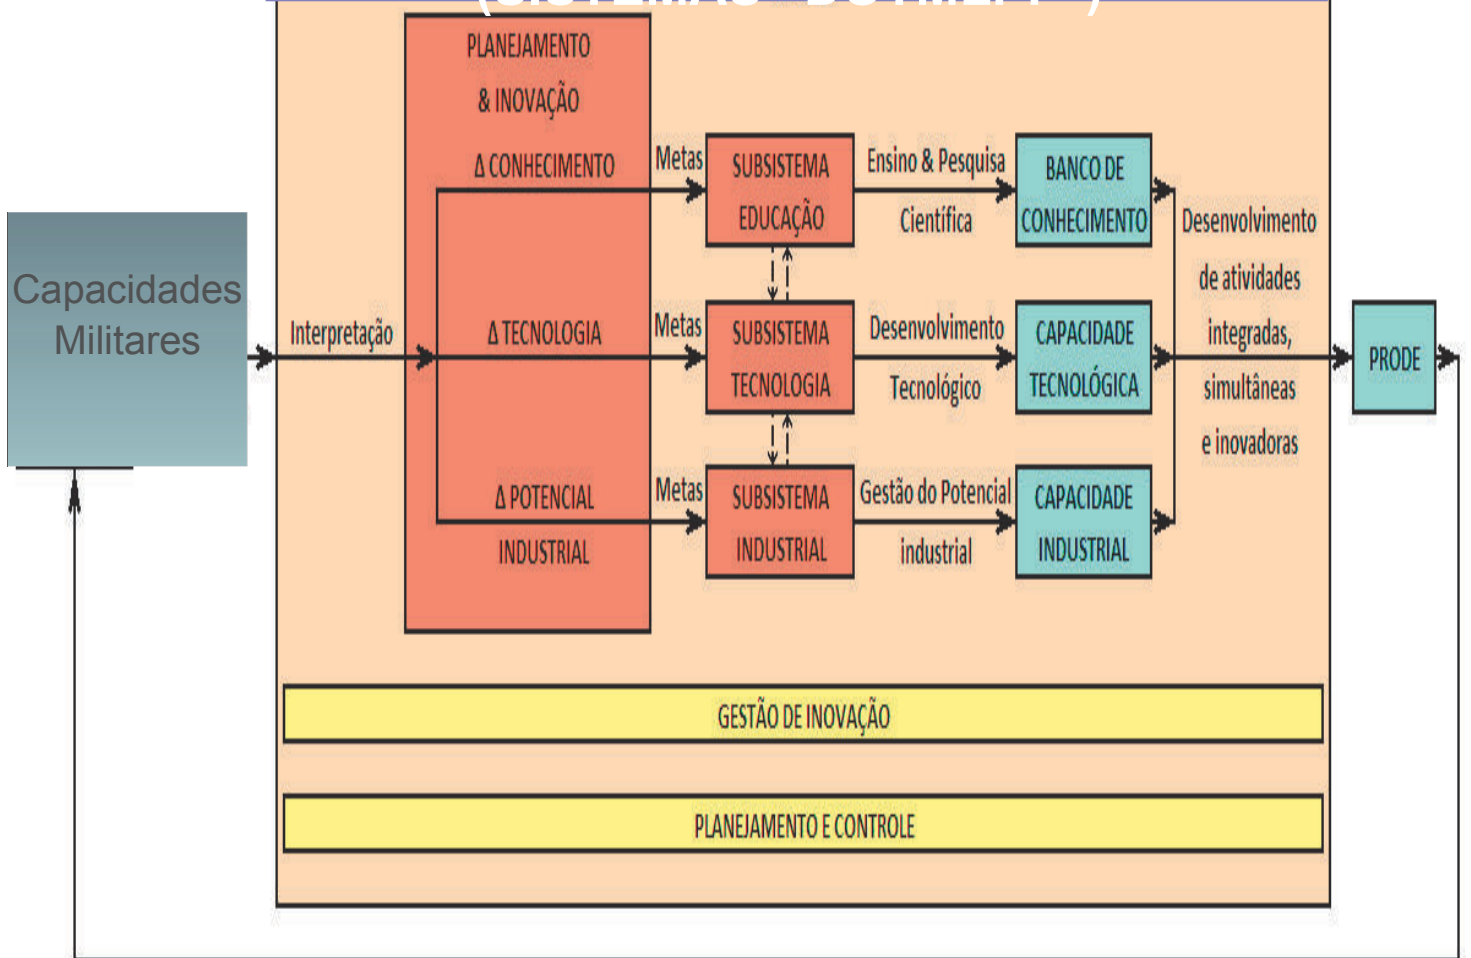 PLANEJAMENTO
& INOVAÇÃO
Δ CONHECIMENTO
Metas
SUBSISTEMA
EDUCAÇÃO
Ensino & Pesquisa
Científica
BANCO DE
CONHECIMENTO
Desenvolvimento
de atividades
integradas,
simultâneas
e inovadoras
Capacidades
Militares
Interpretação
Δ TECNOLOGIA
Metas
SUBSISTEMA
TECNOLOGIA
Desenvolvimento
Tecnológico
CAPACIDADE
TECNOLÓGICA
PRODE
Δ POTENCIAL
INDUSTRIAL
Metas
SUBSISTEMA
INDUSTRIAL
Gestão do Potencial
industrial
CAPACIDADE
INDUSTRIAL
GESTÃO DE INOVAÇÃO
PLANEJAMENTO E CONTROLE